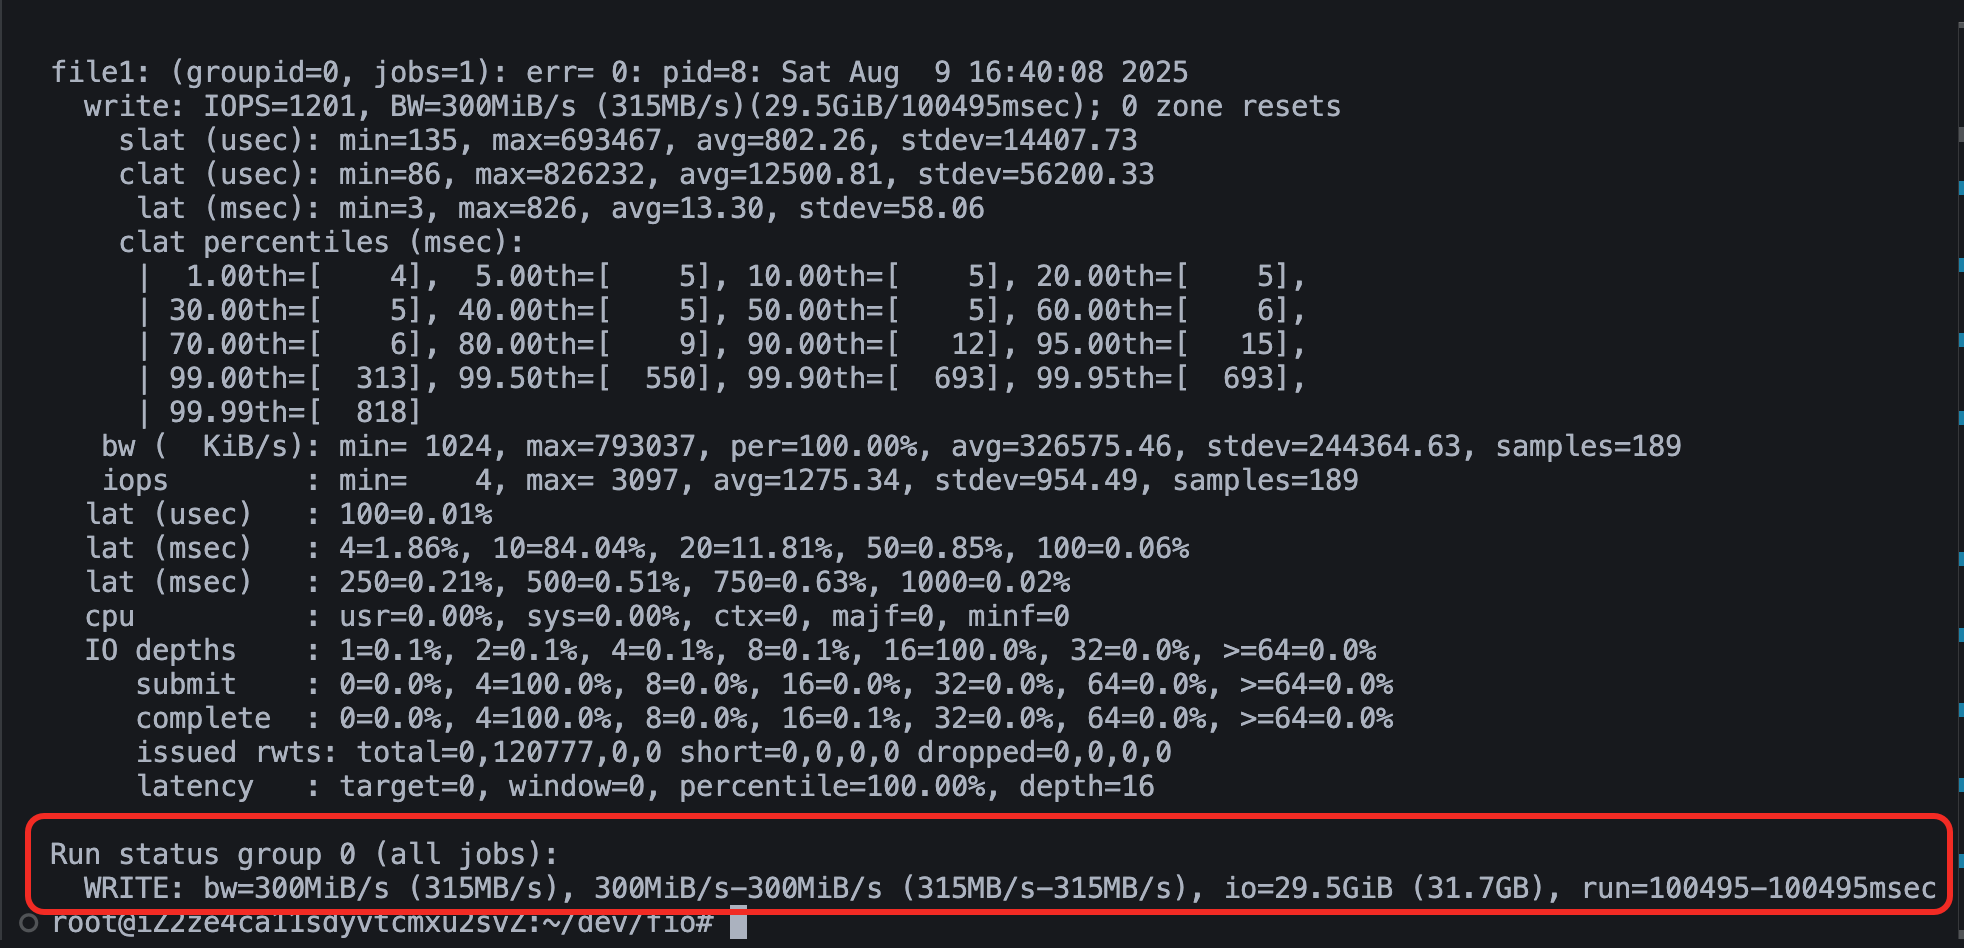 file1: (groupid=0, jobs=1): err= 0: pid=8: Sat Aug  9 16:40:08 2025
  write: IOPS=1201, BW=300MiB/s (315MB/s)(29.5GiB/100495msec); 0 zone resets
    slat (usec): min=135, max=693467, avg=802.26, stdev=14407.73
    clat (usec): min=86, max=826232, avg=12500.81, stdev=56200.33
     lat (msec): min=3, max=826, avg=13.30, stdev=58.06
    clat percentiles (msec):
     |  1.00th=[    4],  5.00th=[    5], 10.00th=[    5], 20.00th=[    5],
     | 30.00th=[    5], 40.00th=[    5], 50.00th=[    5], 60.00th=[    6],
     | 70.00th=[    6], 80.00th=[    9], 90.00th=[   12], 95.00th=[   15],
     | 99.00th=[  313], 99.50th=[  550], 99.90th=[  693], 99.95th=[  693],
     | 99.99th=[  818]
   bw (  KiB/s): min= 1024, max=793037, per=100.00%, avg=326575.46, stdev=244364.63, samples=189
   iops        : min=    4, max= 3097, avg=1275.34, stdev=954.49, samples=189
  lat (usec)   : 100=0.01%
  lat (msec)   : 4=1.86%, 10=84.04%, 20=11.81%, 50=0.85%, 100=0.06%
  lat (msec)   : 250=0.21%, 500=0.51%, 750=0.63%, 1000=0.02%
  cpu          : usr=0.00%, sys=0.00%, ctx=0, majf=0, minf=0
  IO depths    : 1=0.1%, 2=0.1%, 4=0.1%, 8=0.1%, 16=100.0%, 32=0.0%, >=64=0.0%
     submit    : 0=0.0%, 4=100.0%, 8=0.0%, 16=0.0%, 32=0.0%, 64=0.0%, >=64=0.0%
     complete  : 0=0.0%, 4=100.0%, 8=0.0%, 16=0.1%, 32=0.0%, 64=0.0%, >=64=0.0%
     issued rwts: total=0,120777,0,0 short=0,0,0,0 dropped=0,0,0,0
     latency   : target=0, window=0, percentile=100.00%, depth=16
Run status group 0 (all jobs):
  WRITE: bw=300MiB/s (315MB/s), 300MiB/s-300MiB/s (315MB/s-315MB/s), io=29.5GiB (31.7GB), run=100495-100495msec
root@iZ2ze4ca11sdyvtcmxu2svZ:~/dev/fio#